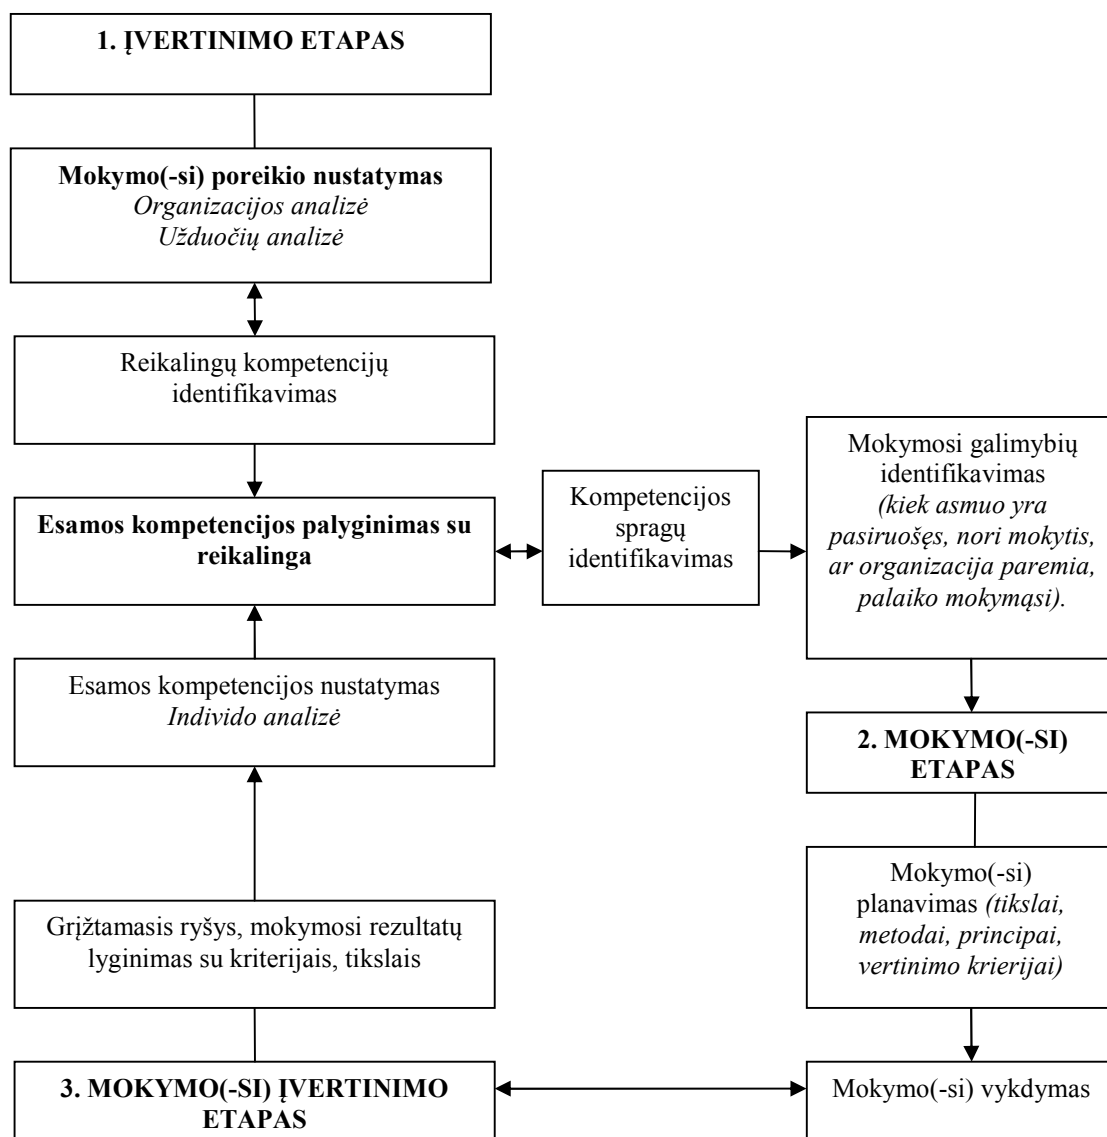 1. ĮVERTINIMO ETAPAS
Mokymo(-si) poreikio nustatymas
Organizacijos analizė
Užduočių analizė
Reikalingų kompetencijų
identifikavimas
Esamos kompetencijos palyginimas su
reikalinga
Kompetencijos
spragų
identifikavimas
Mokymosi galimybių
identifikavimas
(kiek asmuo yra
pasiruošęs, nori mokytis,
ar organizacija paremia,
palaiko mokymąsi).
Esamos kompetencijos nustatymas
Individo analizė
2. MOKYMO(-SI)
ETAPAS
Mokymo(-si)
planavimas (tikslai,
metodai, principai,
vertinimo krierijai)
Grįžtamasis ryšys, mokymosi rezultatų
lyginimas su kriterijais, tikslais
3. MOKYMO(-SI) ĮVERTINIMO
ETAPAS
Mokymo(-si) vykdymas